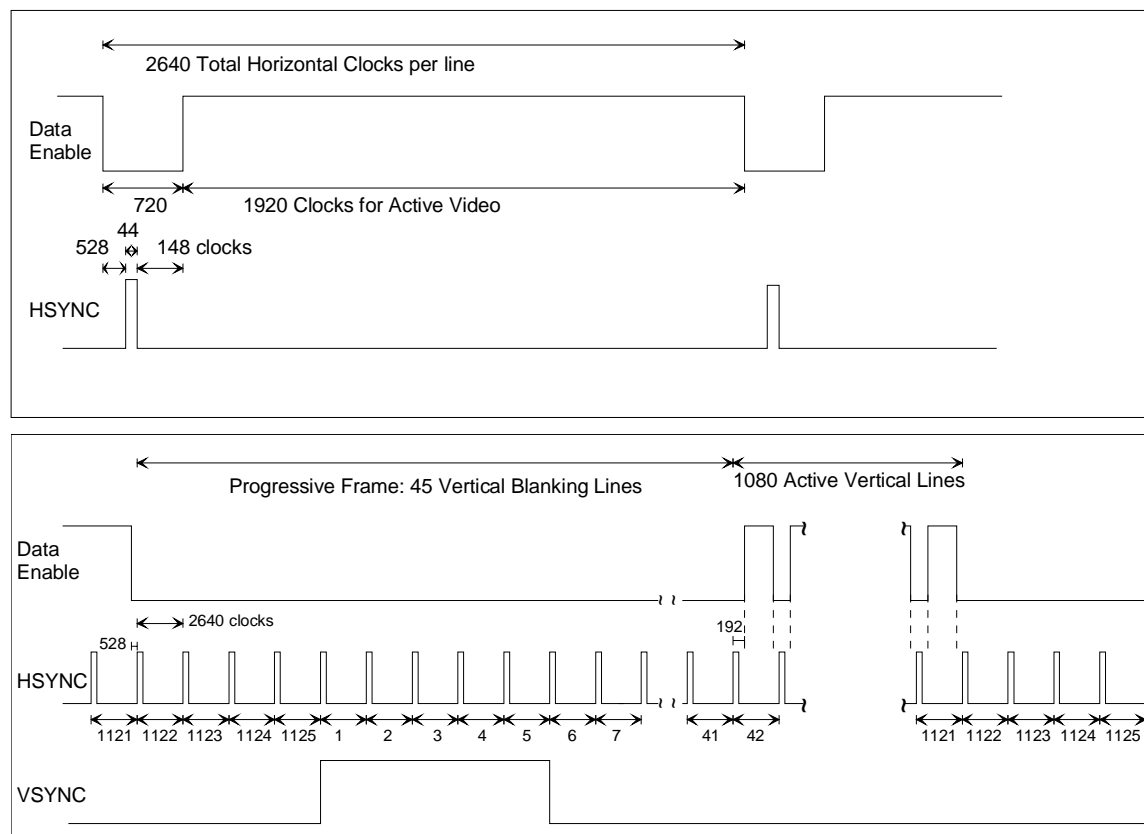 2640 Total Horizontal Clocks per line
Data
Enable
720
1920 Clocks for Active Video
44
528
148 clocks
HSYNC
Progressive Frame: 45 Vertical Blanking Lines
1080 Active Vertical Lines
Data
Enable
2640 clocks
528
192
HSYNC
1121 1122 1123 1124 1125 1 2 3 4 5 6 7 41 42 1121 1122 1123 1124 1125
VSYNC